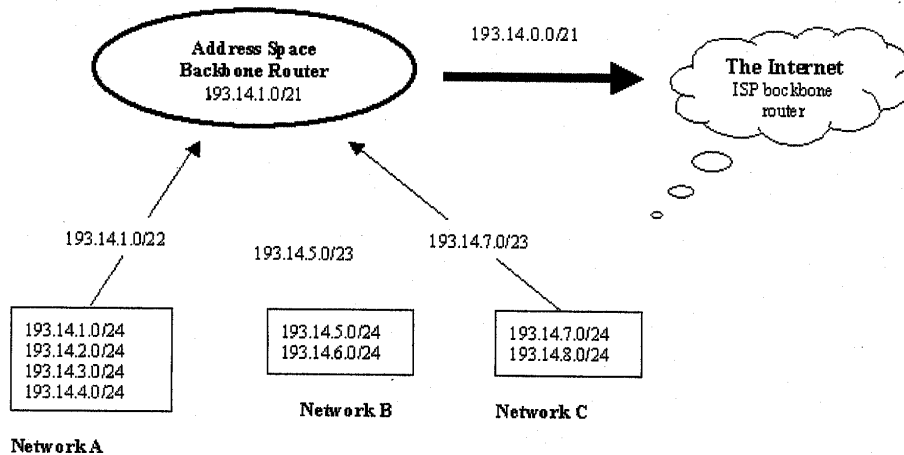 Address Space
Backbone Router
193.14.1.0/21
193.14.0.0/21
The Internet
ISP bockbone
router
193.14.1.0/22
193.14.5.0/23
193.14.7.0/23
193.14.1.0/24
193.14.2.0/24
193.14.3.0/24
193.14.4.0/24
193.14.5.0/24
193.14.6.0/24
193.14.7.0/24
193.14.8.0/24
Network B
Network C
Network A